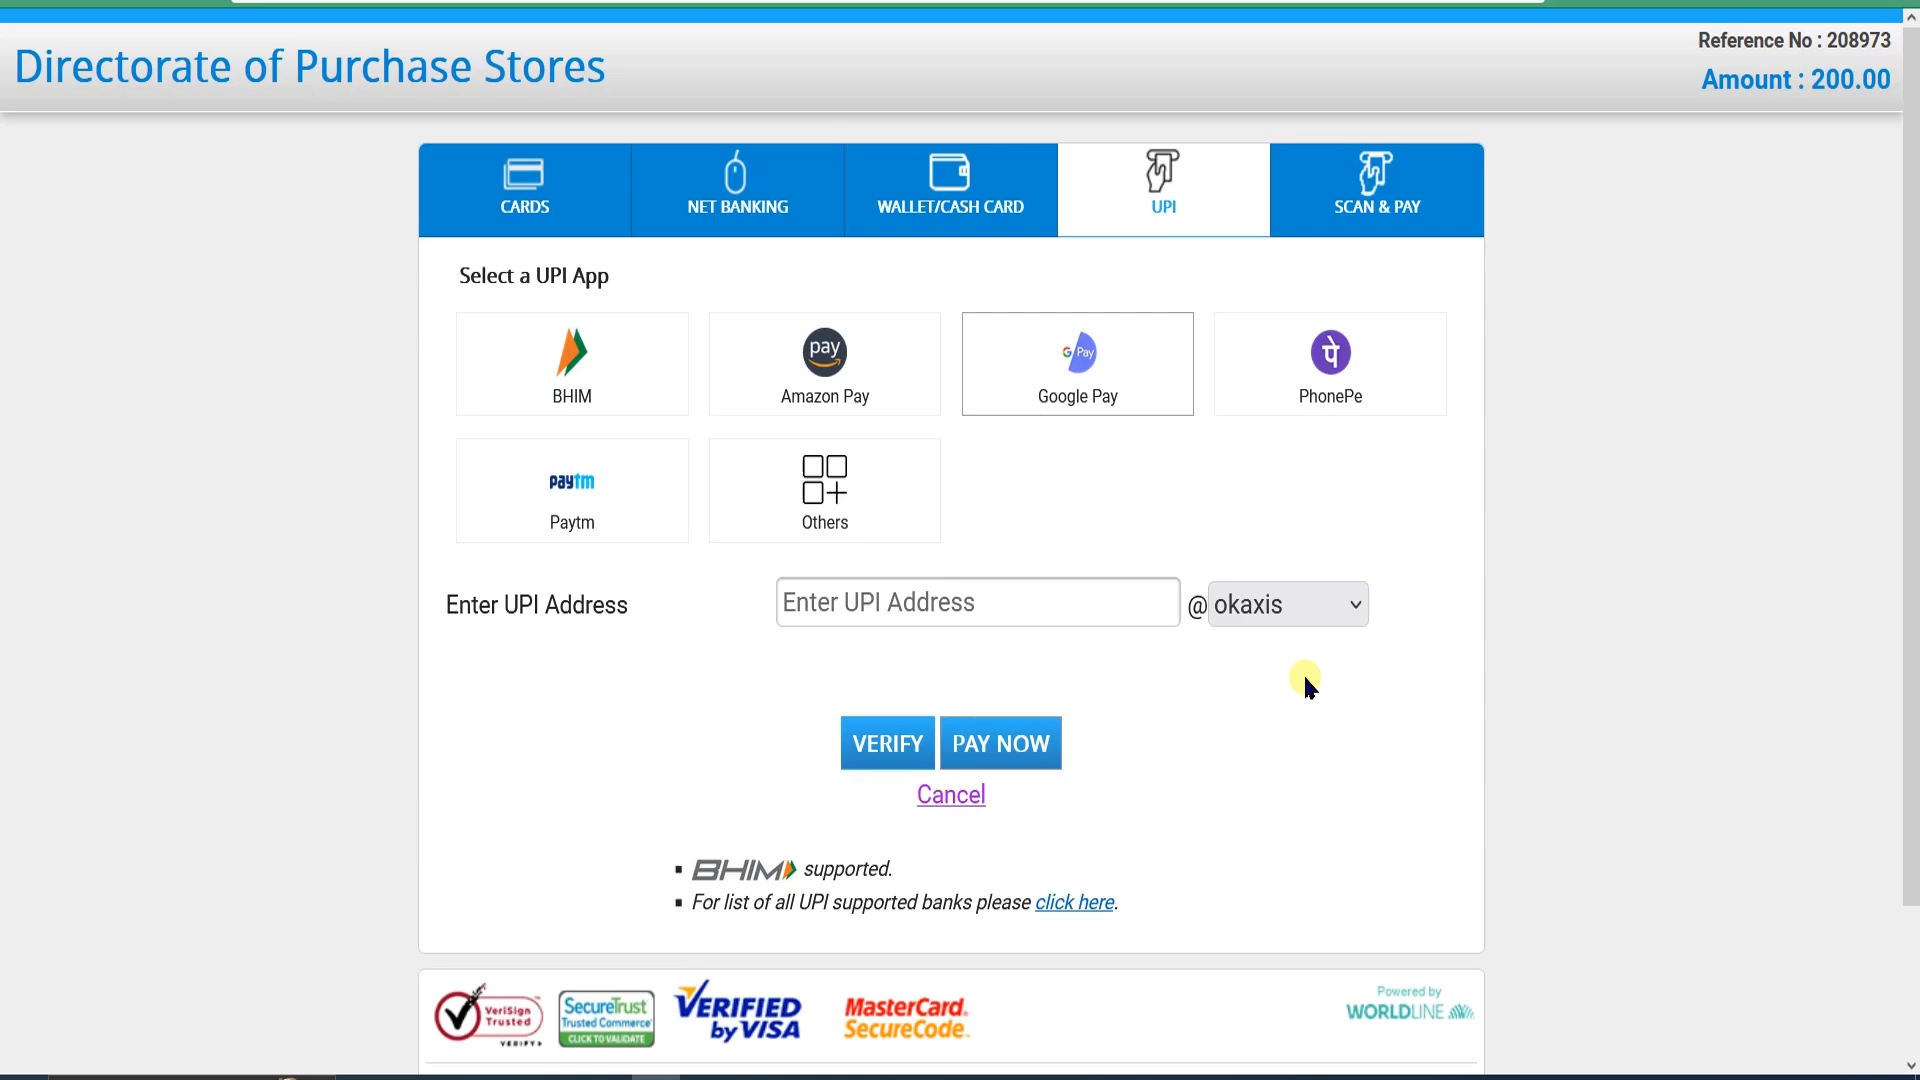 Directorate of Purchase Stores
Reference No : 208973
Amount : 200.00
CARDS
NET BANKING
WALLET/CASH CARD
UPI
SCAN & PAY
Select a UPI App
BHIM
pay
Amazon Pay
G Pay
Google Pay
पे
PhonePe
paytm
Paytm
Others
Enter UPI Address
Enter UPI Address
@ okaxis
VERIFY
PAY NOW
Cancel
BHIM supported.
For list of all UPI supported banks please click here.
VeriSign
Trusted
VERIFY
SecureTrust
Trusted Commerce
CLICK TO VALIDATE
VERIFIED
by VISA
MasterCard.
SecureCode.
Powered by
WORLDLINE